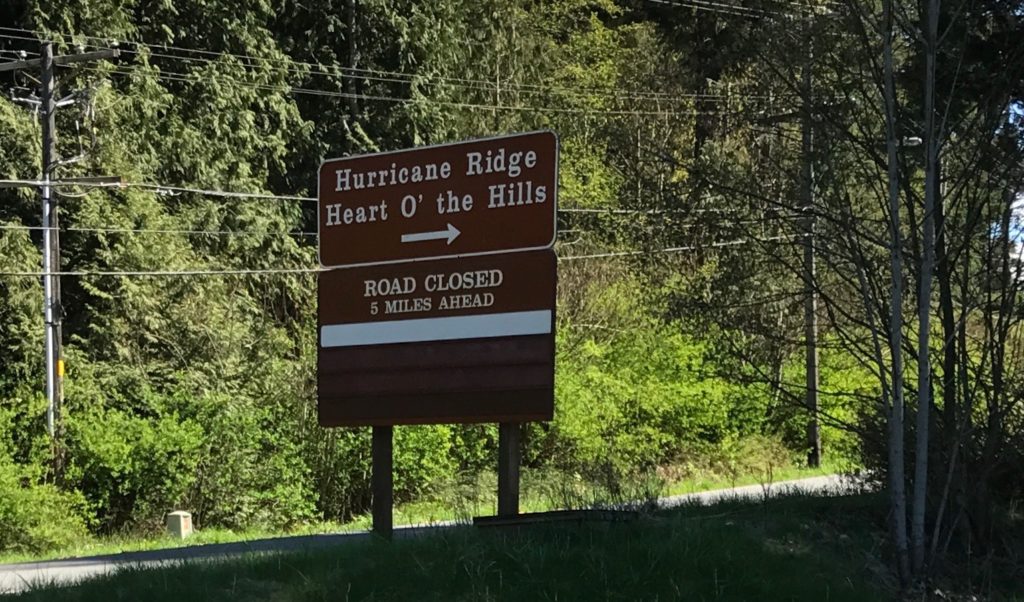 Hurricane Ridge
Heart O' the Hills
ROAD CLOSED
5 MILES AHEAD